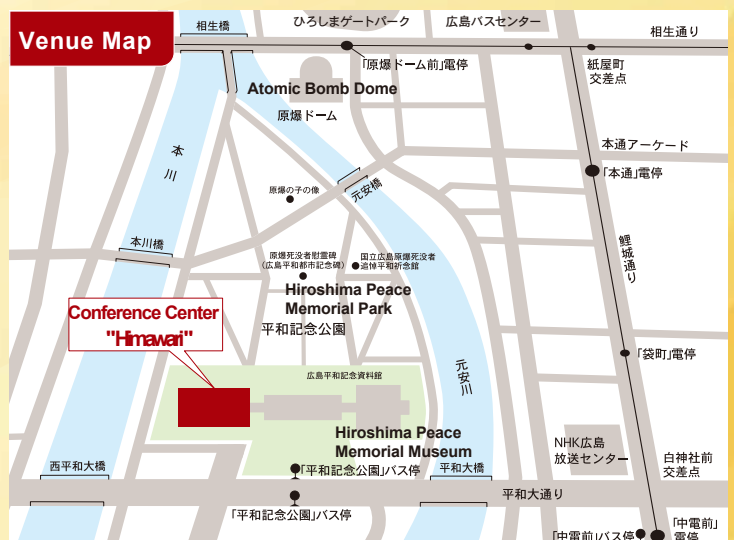 Venue Map
相生橋
ひろしまゲートパーク
広島バスセンター
相生通り
「原爆ドーム前」電停
紙屋町
交差点
Atomic Bomb Dome
原爆ドーム
本川
本通アーケード
「本通」電停
元安橋
原爆の子の像
本川橋
原爆死没者慰霊碑
(広島平和都市記念碑)
国立広島原爆死没者
追悼平和祈念館
鯉城通り
Hiroshima Peace
Memorial Park
平和記念公園
Conference Center
"Himawari"
「袋町」電停
元安川
広島平和記念資料館
Hiroshima Peace
Memorial Museum
NHK広島
放送センター
白神社前
交差点
西平和大橋
「平和記念公園」バス停
平和大橋
平和大通り
「平和記念公園」バス停
「中電前」バス停
「中電前」
電停